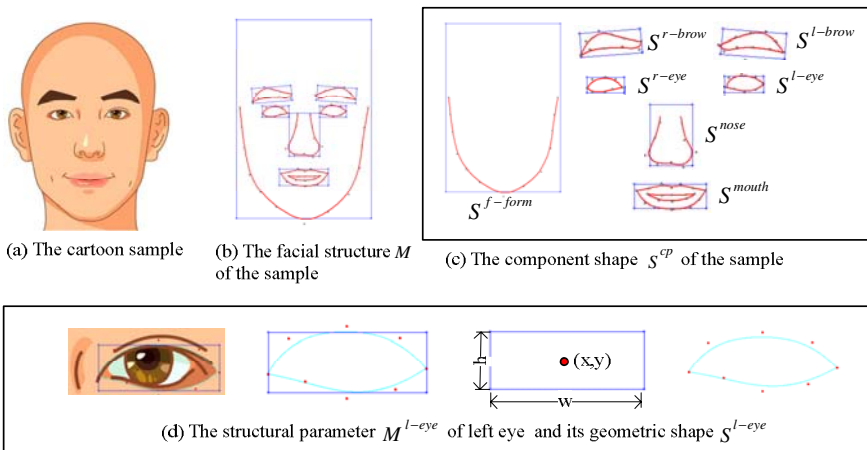 S^{r-brow}
S^{l-brow}
S^{r-eye}
S^{l-eye}
S^{nose}
S^{mouth}
S^{f-form}
(a) The cartoon sample
(b) The facial structure M
of the sample
(c) The component shape S^{cp} of the sample
h
(x,y)
w
(d) The structural parameter M^{l-eye} of left eye and its geometric shape S^{l-eye}